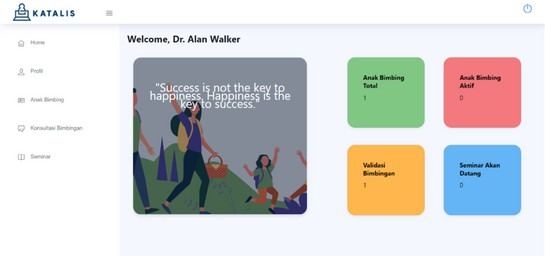 KATALIS
Welcome, Dr. Alan Walker
Home
Profil
Anak Bimbing
Konsultasi Bimbingan
Seminar
"Success is not the key to
happiness. Happiness is the
key to success."
Anak Bimbing
Total
1
Anak Bimbing
Aktif
0
Validasi
Bimbingan
1
Seminar Akan
Datang
0